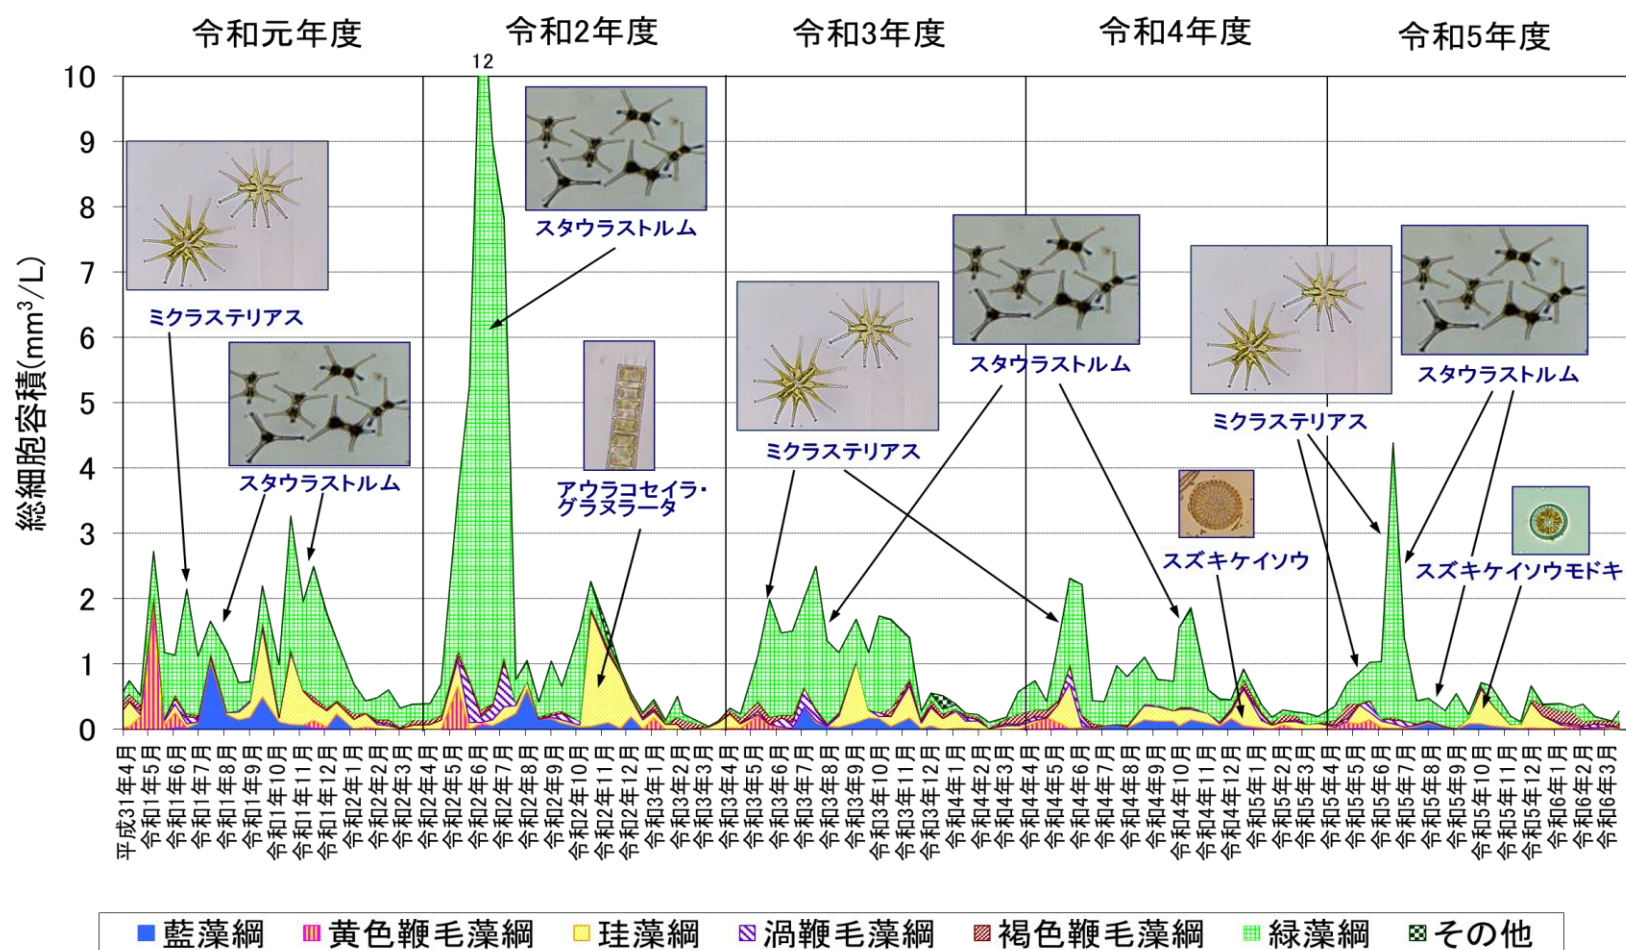 令和元年度
令和2年度
令和3年度
令和4年度
令和5年度
12
総細胞容積(mm³/L)
10
9
8
7
6
5
4
3
2
1
0
ミクラステリアス
スタウラストルム
スタウラストルム
アウラコセイラ・
グラヌラータ
ミクラステリアス
スタウラストルム
ミクラステリアス
スタウラストルム
スズキケイソウ
スズキケイソウモドキ
平成31年4月
令和1年5月
令和1年6月
令和1年7月
令和1年8月
令和1年9月
令和1年10月
令和1年11月
令和1年12月
令和2年1月
令和2年2月
令和2年3月
令和2年4月
令和2年5月
令和2年6月
令和2年7月
令和2年8月
令和2年9月
令和2年10月
令和2年11月
令和2年12月
令和3年1月
令和3年2月
令和3年3月
令和3年4月
令和3年5月
令和3年6月
令和3年7月
令和3年8月
令和3年9月
令和3年10月
令和3年11月
令和3年12月
令和4年1月
令和4年2月
令和4年3月
令和4年4月
令和4年5月
令和4年6月
令和4年7月
令和4年8月
令和4年9月
令和4年10月
令和4年11月
令和4年12月
令和5年1月
令和5年2月
令和5年3月
令和5年4月
令和5年5月
令和5年6月
令和5年7月
令和5年8月
令和5年9月
令和5年10月
令和5年11月
令和5年12月
令和6年1月
令和6年2月
令和6年3月
藍藻綱 黄色鞭毛藻綱 珪藻綱 渦鞭毛藻綱 褐色鞭毛藻綱 緑藻綱 その他